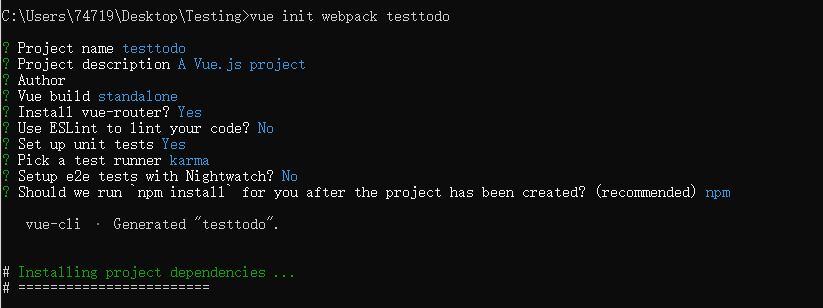 C:\Users\74719\Desktop\Testing>vue init webpack testtodo
? Project name testtodo
? Project description A Vue.js project
? Author
? Vue build standalone
? Install vue-router? Yes
? Use ESLint to lint your code? No
? Set up unit tests Yes
? Pick a test runner karma
? Setup e2e tests with Nightwatch? No
? Should we run `npm install` for you after the project has been created? (recommended) npm
vue-cli · Generated "testtodo".
# Installing project dependencies ...
# ========================